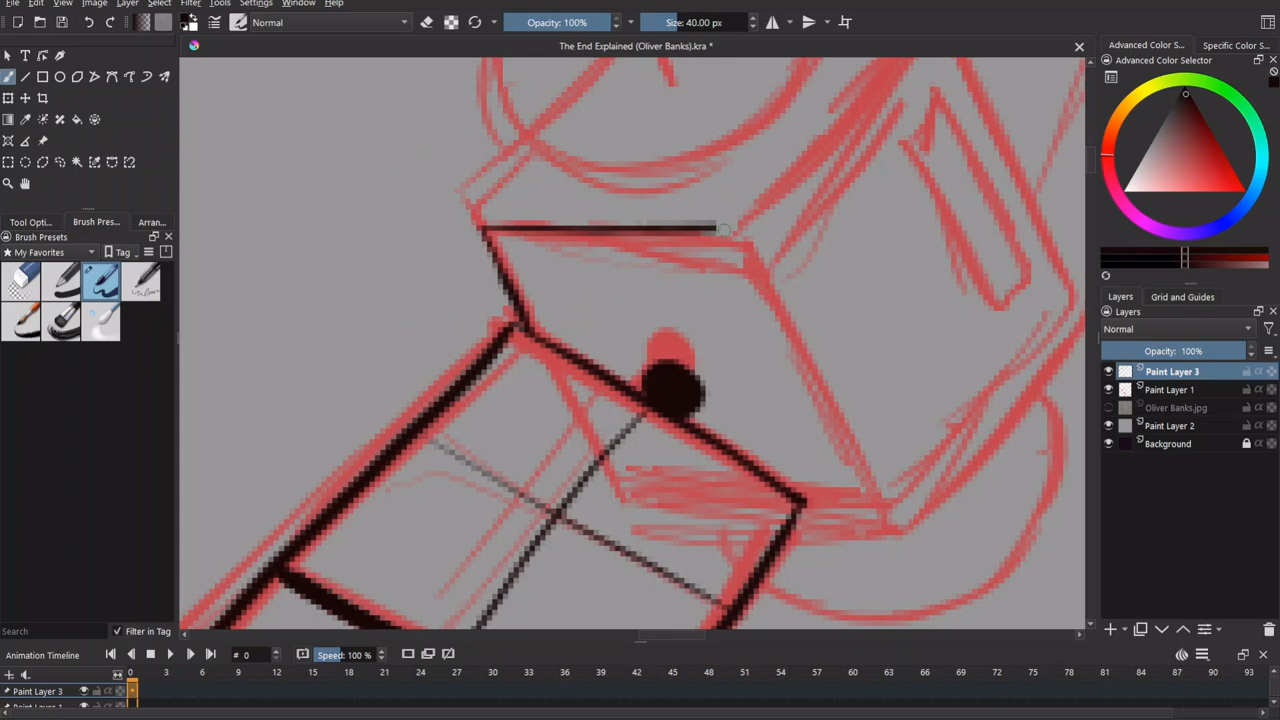 File Edit View Image Layer Select Filter Tools Settings Window Help
Normal
Opacity: 100%
Size: 40.00 px
The End Explained (Oliver Banks).kra *
Advanced Color S...
Specific Color S...
Advanced Color Selector
Tool Opti...
Brush Pres...
Arran...
Brush Presets
My Favorites
Tag
Layers
Grid and Guides
Layers
Normal
Opacity: 100%
Paint Layer 3
Paint Layer 1
Oliver Banks.jpg
Paint Layer 2
Background
Search
Filter in Tag
Animation Timeline
# 0
Speed: 100 %
0 3 6 9 12 15 18 21 24 27 30 33 36 39 42 45 48 51 54 57 60 63 66 69 72 75 78 81 84 87 90 93
Paint Layer 3
Paint Layer 1